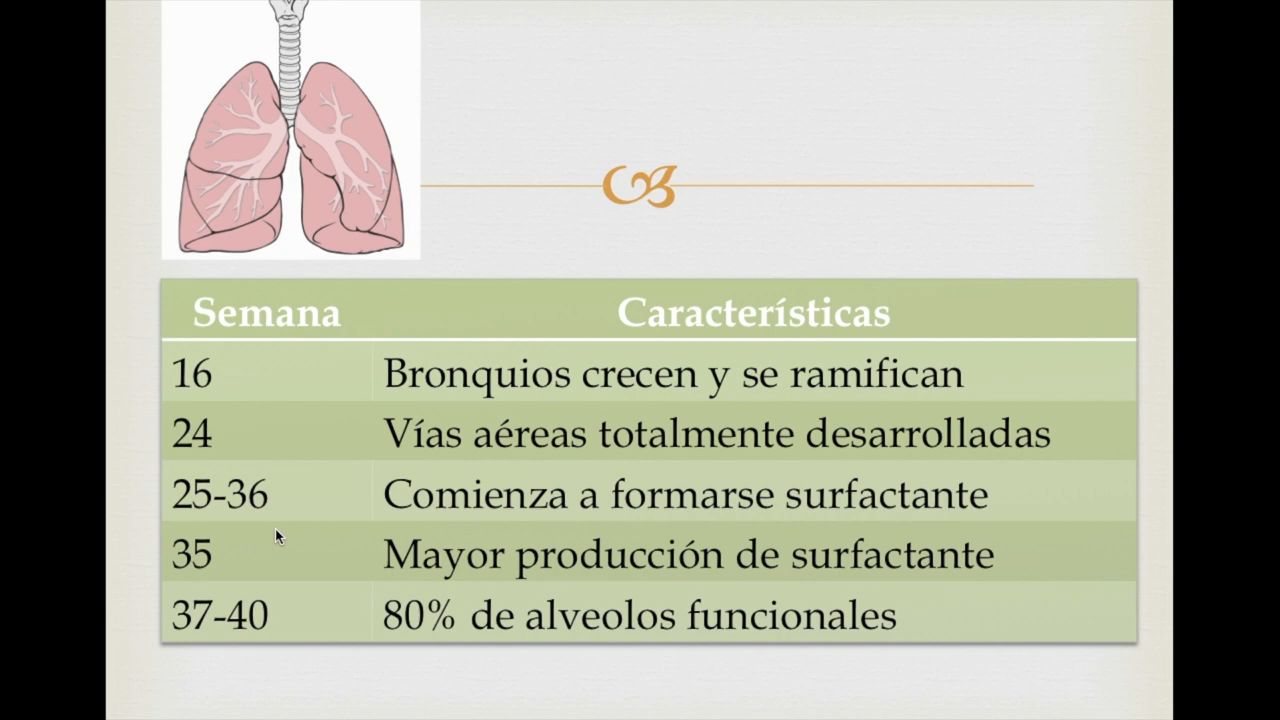 Semana Características
16 Bronquios crecen y se ramifican
24 Vías aéreas totalmente desarrolladas
25-36 Comienza a formarse surfactante
35 Mayor producción de surfactante
37-40 80% de alveolos funcionales